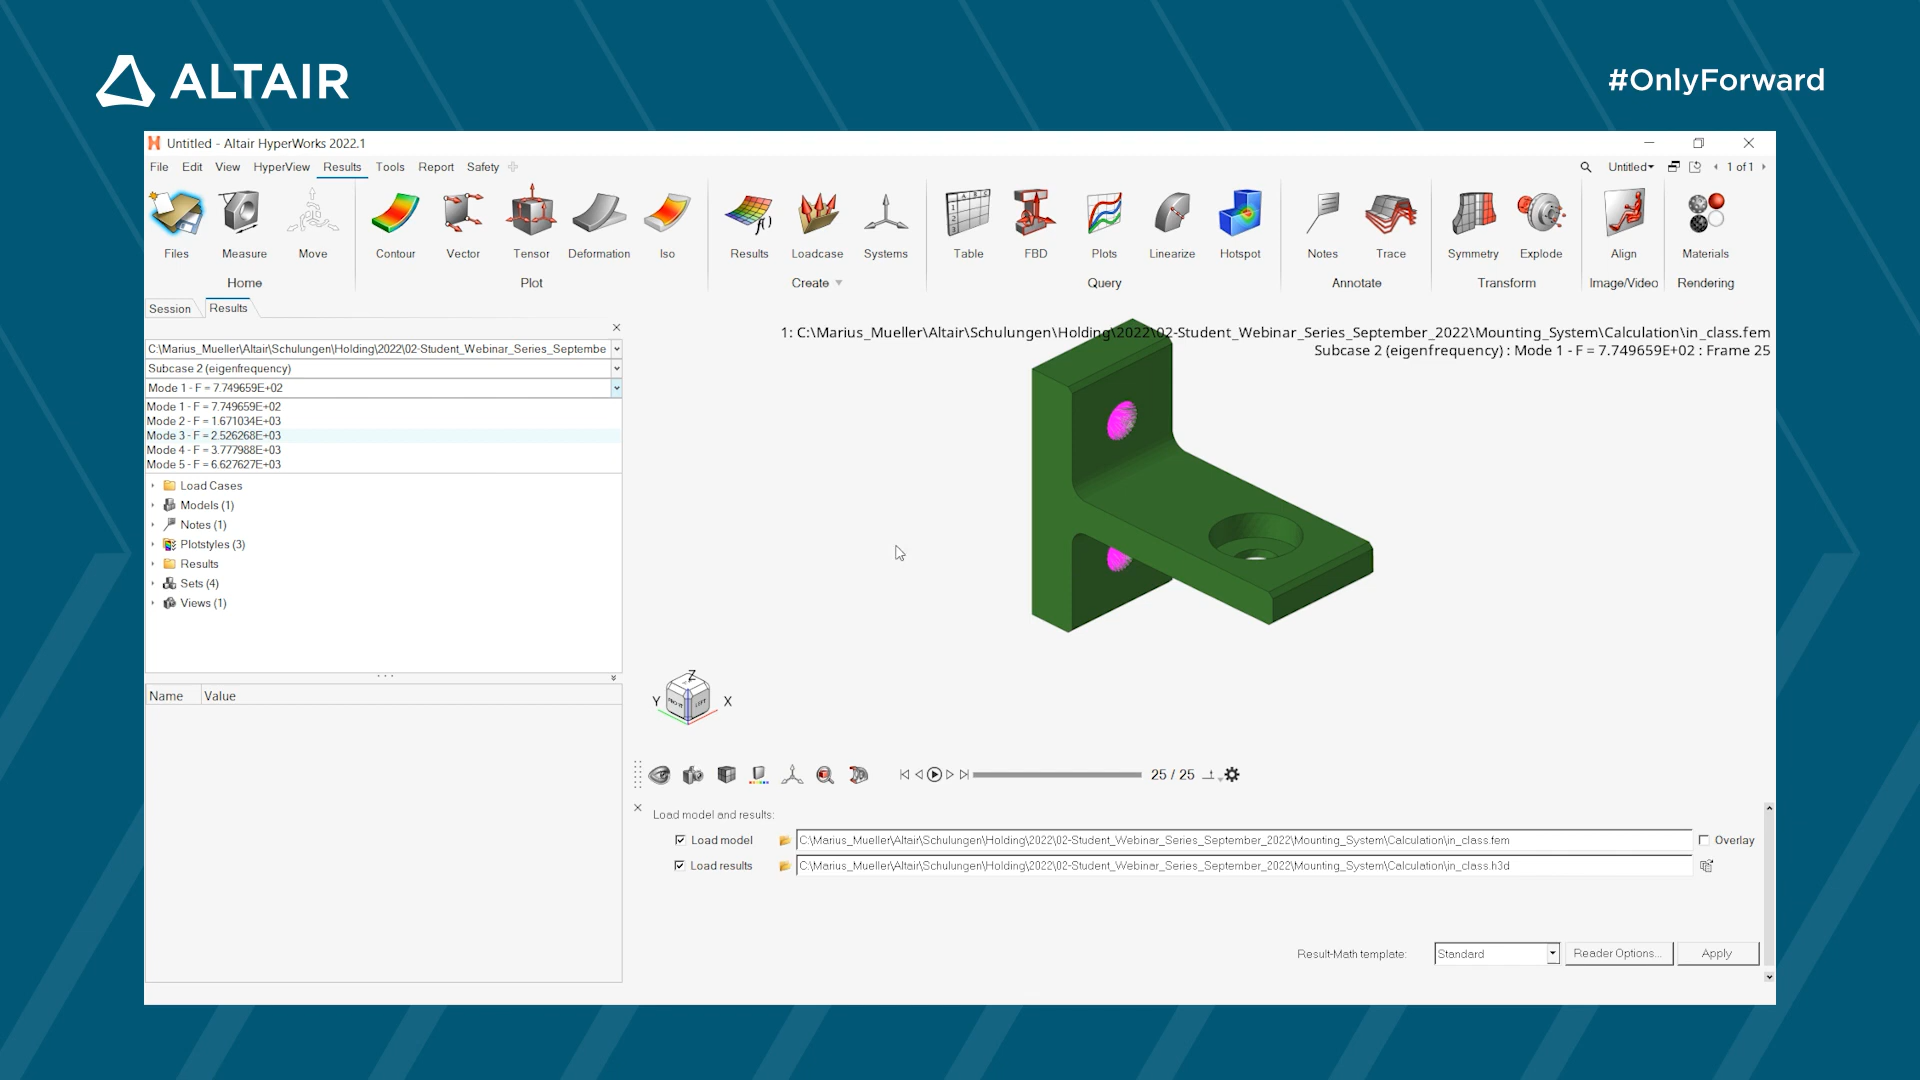 ALTAIR
#OnlyForward
Untitled - Altair HyperWorks 2022.1
File Edit View HyperView Results Tools Report Safety
Untitled
1 of 1
Files Measure Move Contour Vector Tensor Deformation Iso Results Loadcase Systems Table FBD Plots Linearize Hotspot Notes Trace Symmetry Explode Align Materials
Home Plot Create Query Annotate Transform Image/Video Rendering
Session Results
1: C:\Marius_Mueller\Altair\Schulungen\Holding\2022\02-Student_Webinar_Series_September_2022\Mounting_System\Calculation\in_class.fem
Subcase 2 (eigenfrequency) : Mode 1 - F = 7.749659E+02 : Frame 25
C:\Marius_Mueller\Altair\Schulungen\Holding\2022\02-Student_Webinar_Series_Septembe
Subcase 2 (eigenfrequency)
Mode 1 - F = 7.749659E+02
Mode 1 - F = 7.749659E+02
Mode 2 - F = 1.671034E+03
Mode 3 - F = 2.526268E+03
Mode 4 - F = 3.777988E+03
Mode 5 - F = 6.627627E+03
Load Cases
Models (1)
Notes (1)
Plotstyles (3)
Results
Sets (4)
Views (1)
Name Value
Z
Y X
LEFT
25 / 25
Load model and results:
Load model C:\Marius_Mueller\Altair\Schulungen\Holding\2022\02-Student_Webinar_Series_September_2022\Mounting_System\Calculation\in_class.fem Overlay
Load results C:\Marius_Mueller\Altair\Schulungen\Holding\2022\02-Student_Webinar_Series_September_2022\Mounting_System\Calculation\in_class.h3d
Result-Math template: Standard Reader Options... Apply